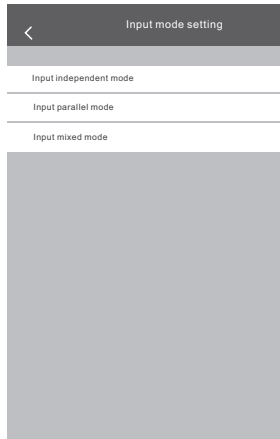 Input mode setting
Input independent mode
Input parallel mode
Input mixed mode